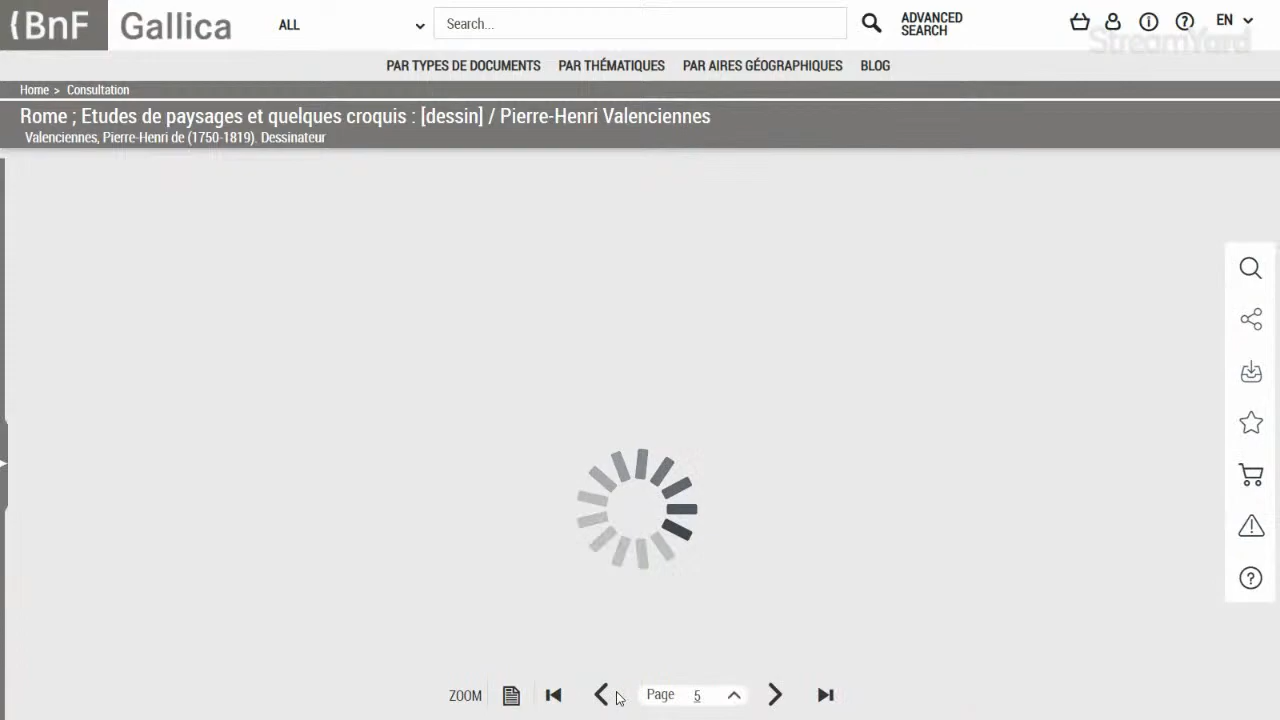 {BnF Gallica ALL Search... ADVANCED SEARCH EN
StreamYard
PAR TYPES DE DOCUMENTS PAR THÉMATIQUES PAR AIRES GÉOGRAPHIQUES BLOG
Home > Consultation
Rome ; Etudes de paysages et quelques croquis : [dessin] / Pierre-Henri Valenciennes
Valenciennes, Pierre-Henri de (1750-1819). Dessinateur
ZOOM Page 5